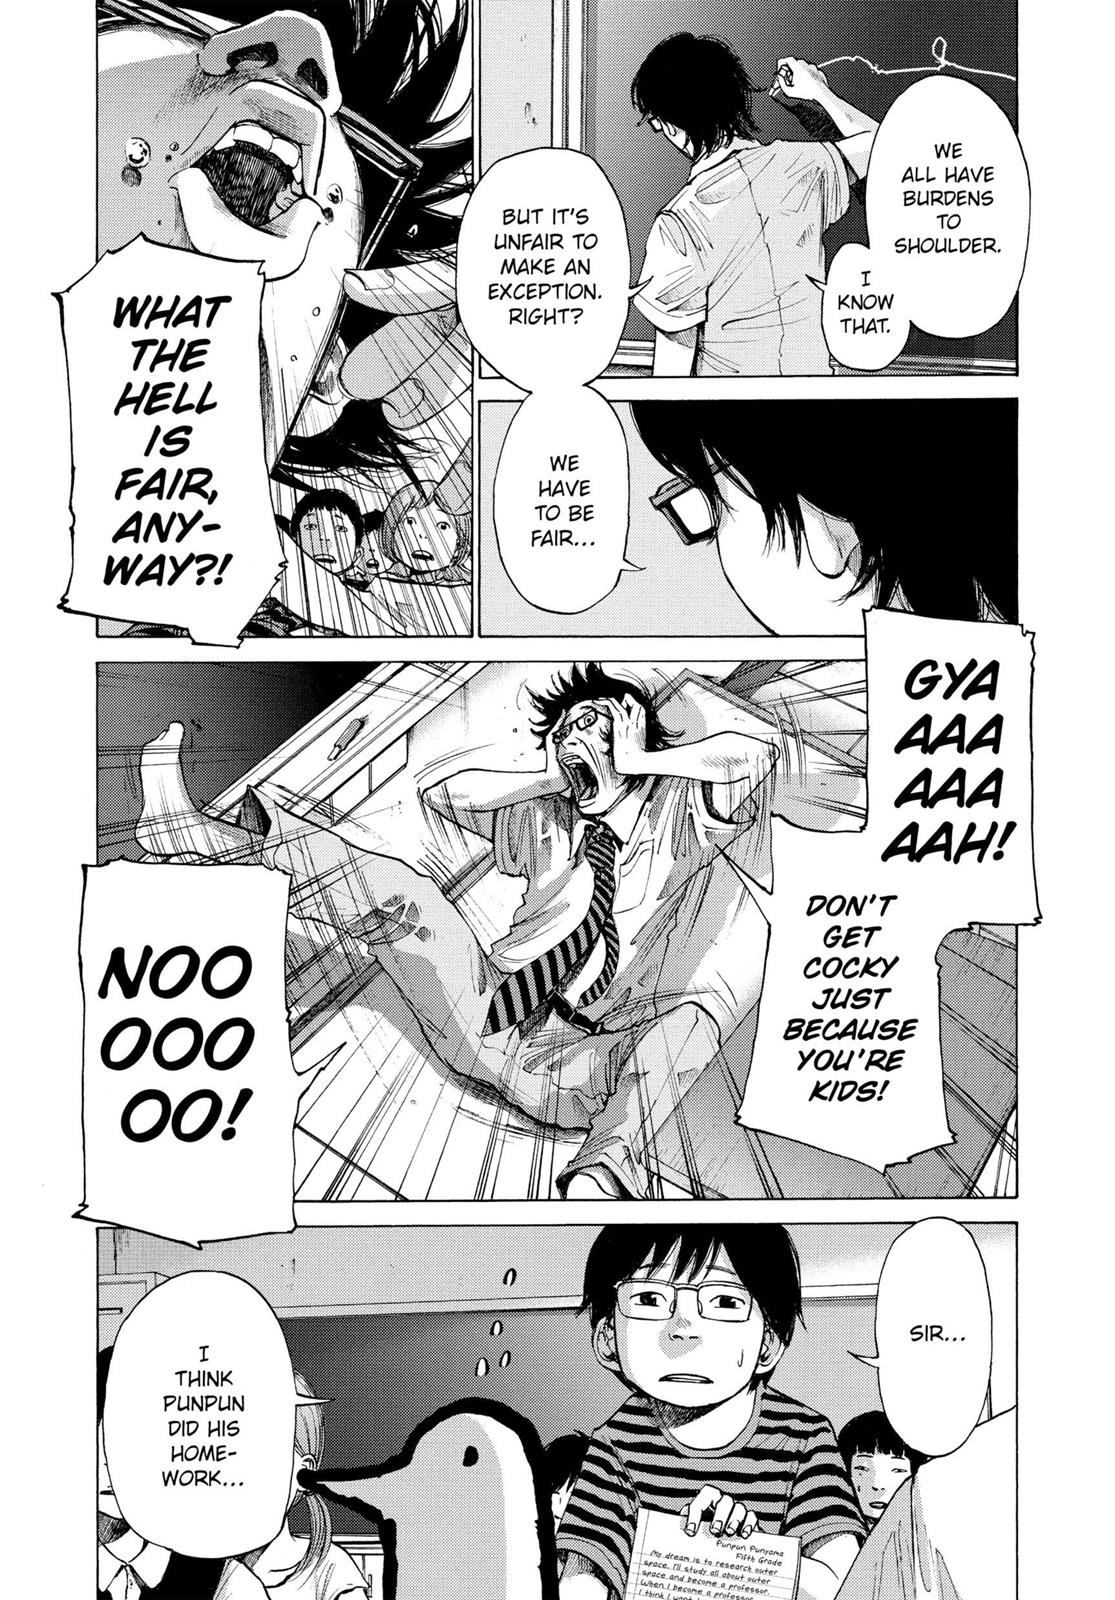 WE
ALL HAVE
BURDENS
TO
SHOULDER.
I
KNOW
THAT.
BUT IT'S
UNFAIR TO
MAKE AN
EXCEPTION.
RIGHT?
WE
HAVE
TO BE
FAIR...
WHAT
THE
HELL
IS
FAIR,
ANY-
WAY?!
GYA
AAA
AAA
AAH!
DON'T
GET
COCKY
JUST
BECAUSE
YOU'RE
KIDS!
NOO
OOO
OO!
SIR...
I
THINK
PUNPUN
DID HIS
HOME-
WORK...
Punpun Punyama
Fifth Grade
My dream is to research outer
space. I'll study all about outer
space and become a professor.
When I become a professor,
I think I want